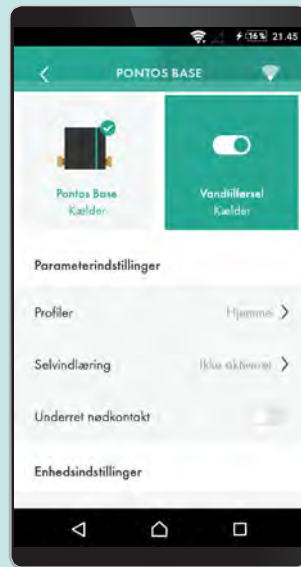 16% 21.45
PONTOS BASE
Pontos Base
Kælder
Vandtilførsel
Kælder
Parameterindstillinger
Profiler Hjemme
Selvindlæring Ikke aktiveret
Underret nødkontakt
Enhedsindstillinger